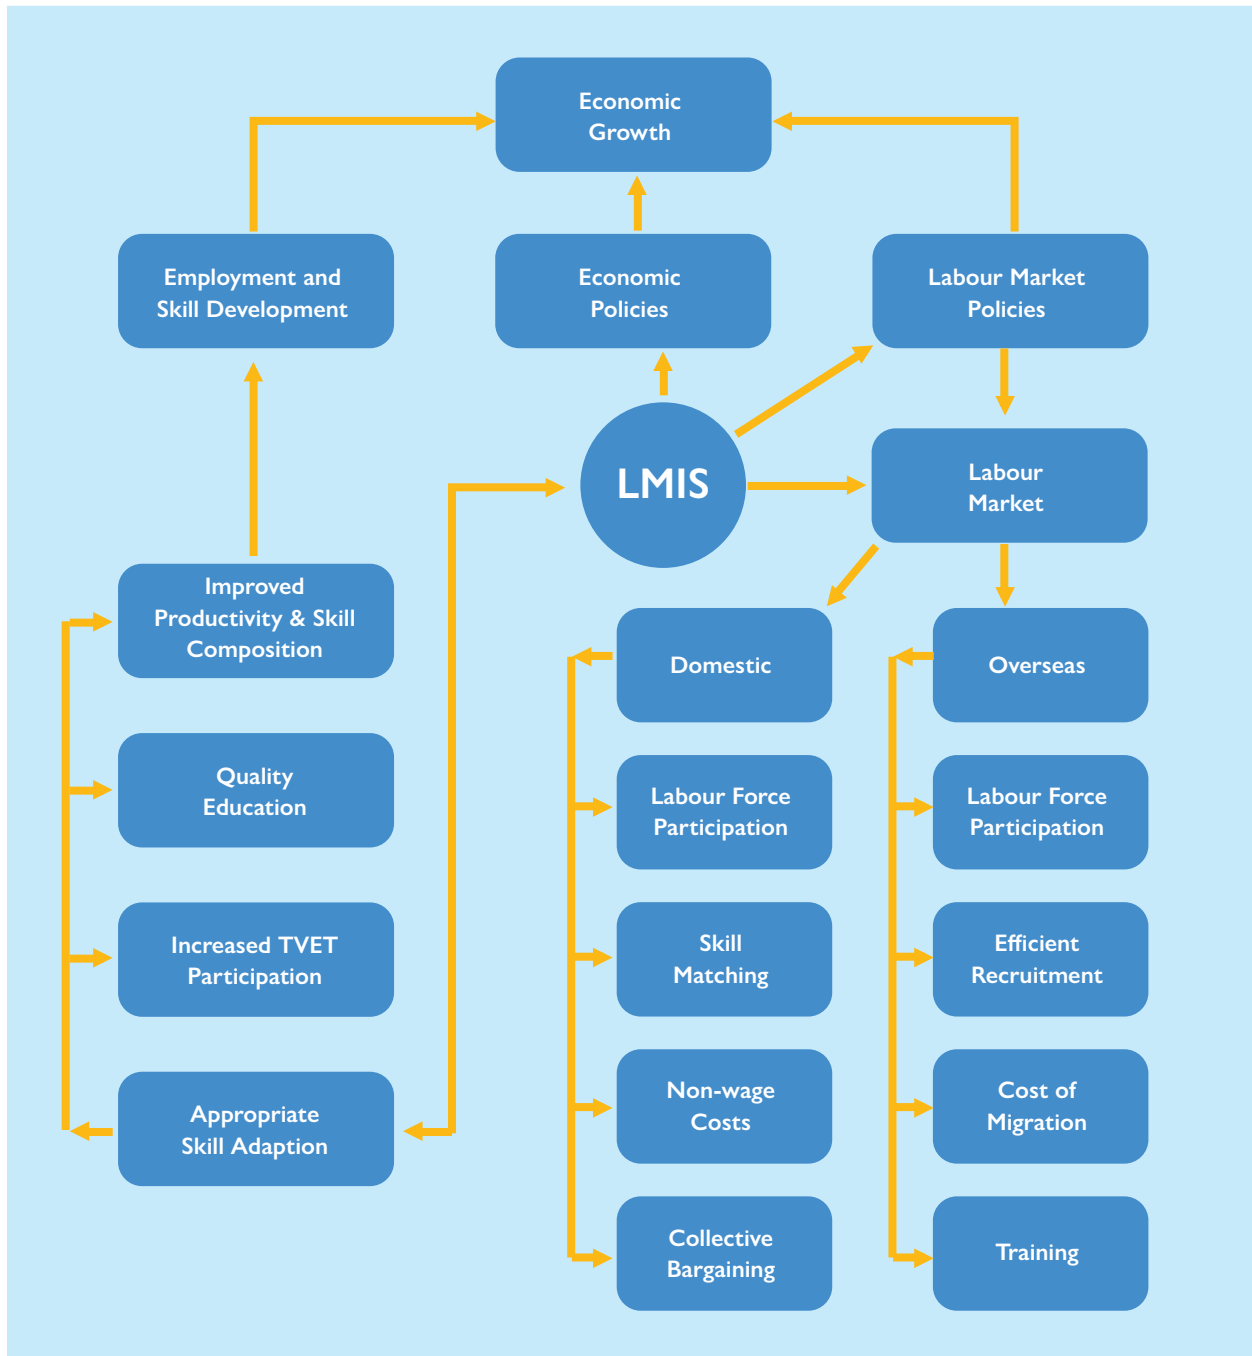 Economic
Growth
Employment and
Skill Development
Economic
Policies
Labour Market
Policies
LMIS
Labour
Market
Improved
Productivity & Skill
Composition
Quality
Education
Increased TVET
Participation
Appropriate
Skill Adaption
Domestic
Labour Force
Participation
Skill
Matching
Non-wage
Costs
Collective
Bargaining
Overseas
Labour Force
Participation
Efficient
Recruitment
Cost of
Migration
Training